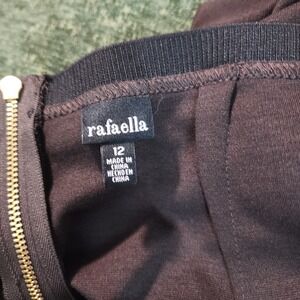 rafaella
12
MADE IN
CHINA
HECHO EN
CHINA